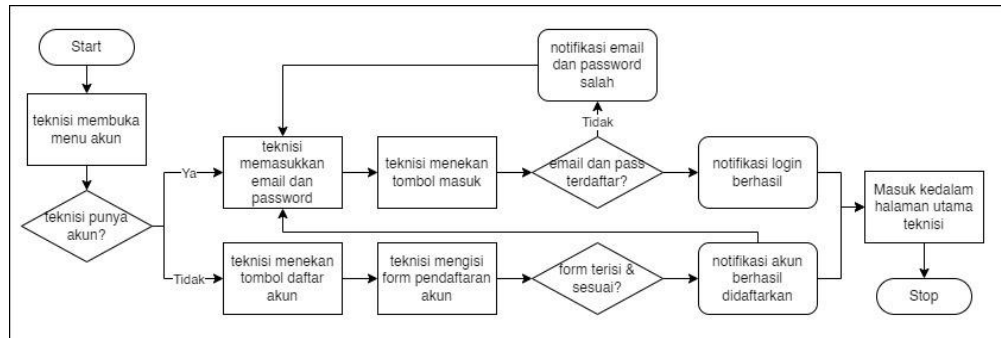 Start
teknisi membuka
menu akun
teknisi punya
akun?
Ya
teknisi
memasukkan
email dan
password
teknisi menekan
tombol masuk
email dan pass
terdaftar?
Tidak
notifikasi email
dan password
salah
notifikasi login
berhasil
Tidak
teknisi menekan
tombol daftar
akun
teknisi mengisi
form pendaftaran
akun
form terisi &
sesuai?
notifikasi akun
berhasil
didaftarkan
Masuk kedalam
halaman utama
teknisi
Stop